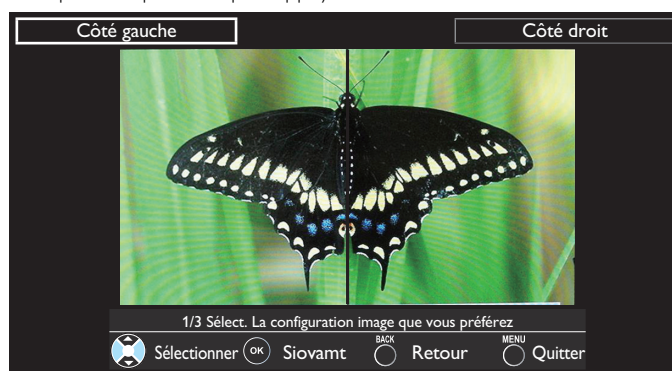 Côté gauche
Côté droit
1/3 Sélect. La configuration image que vous préférez
Sélectionner OK Siovamt BACK Retour MENU Quitter